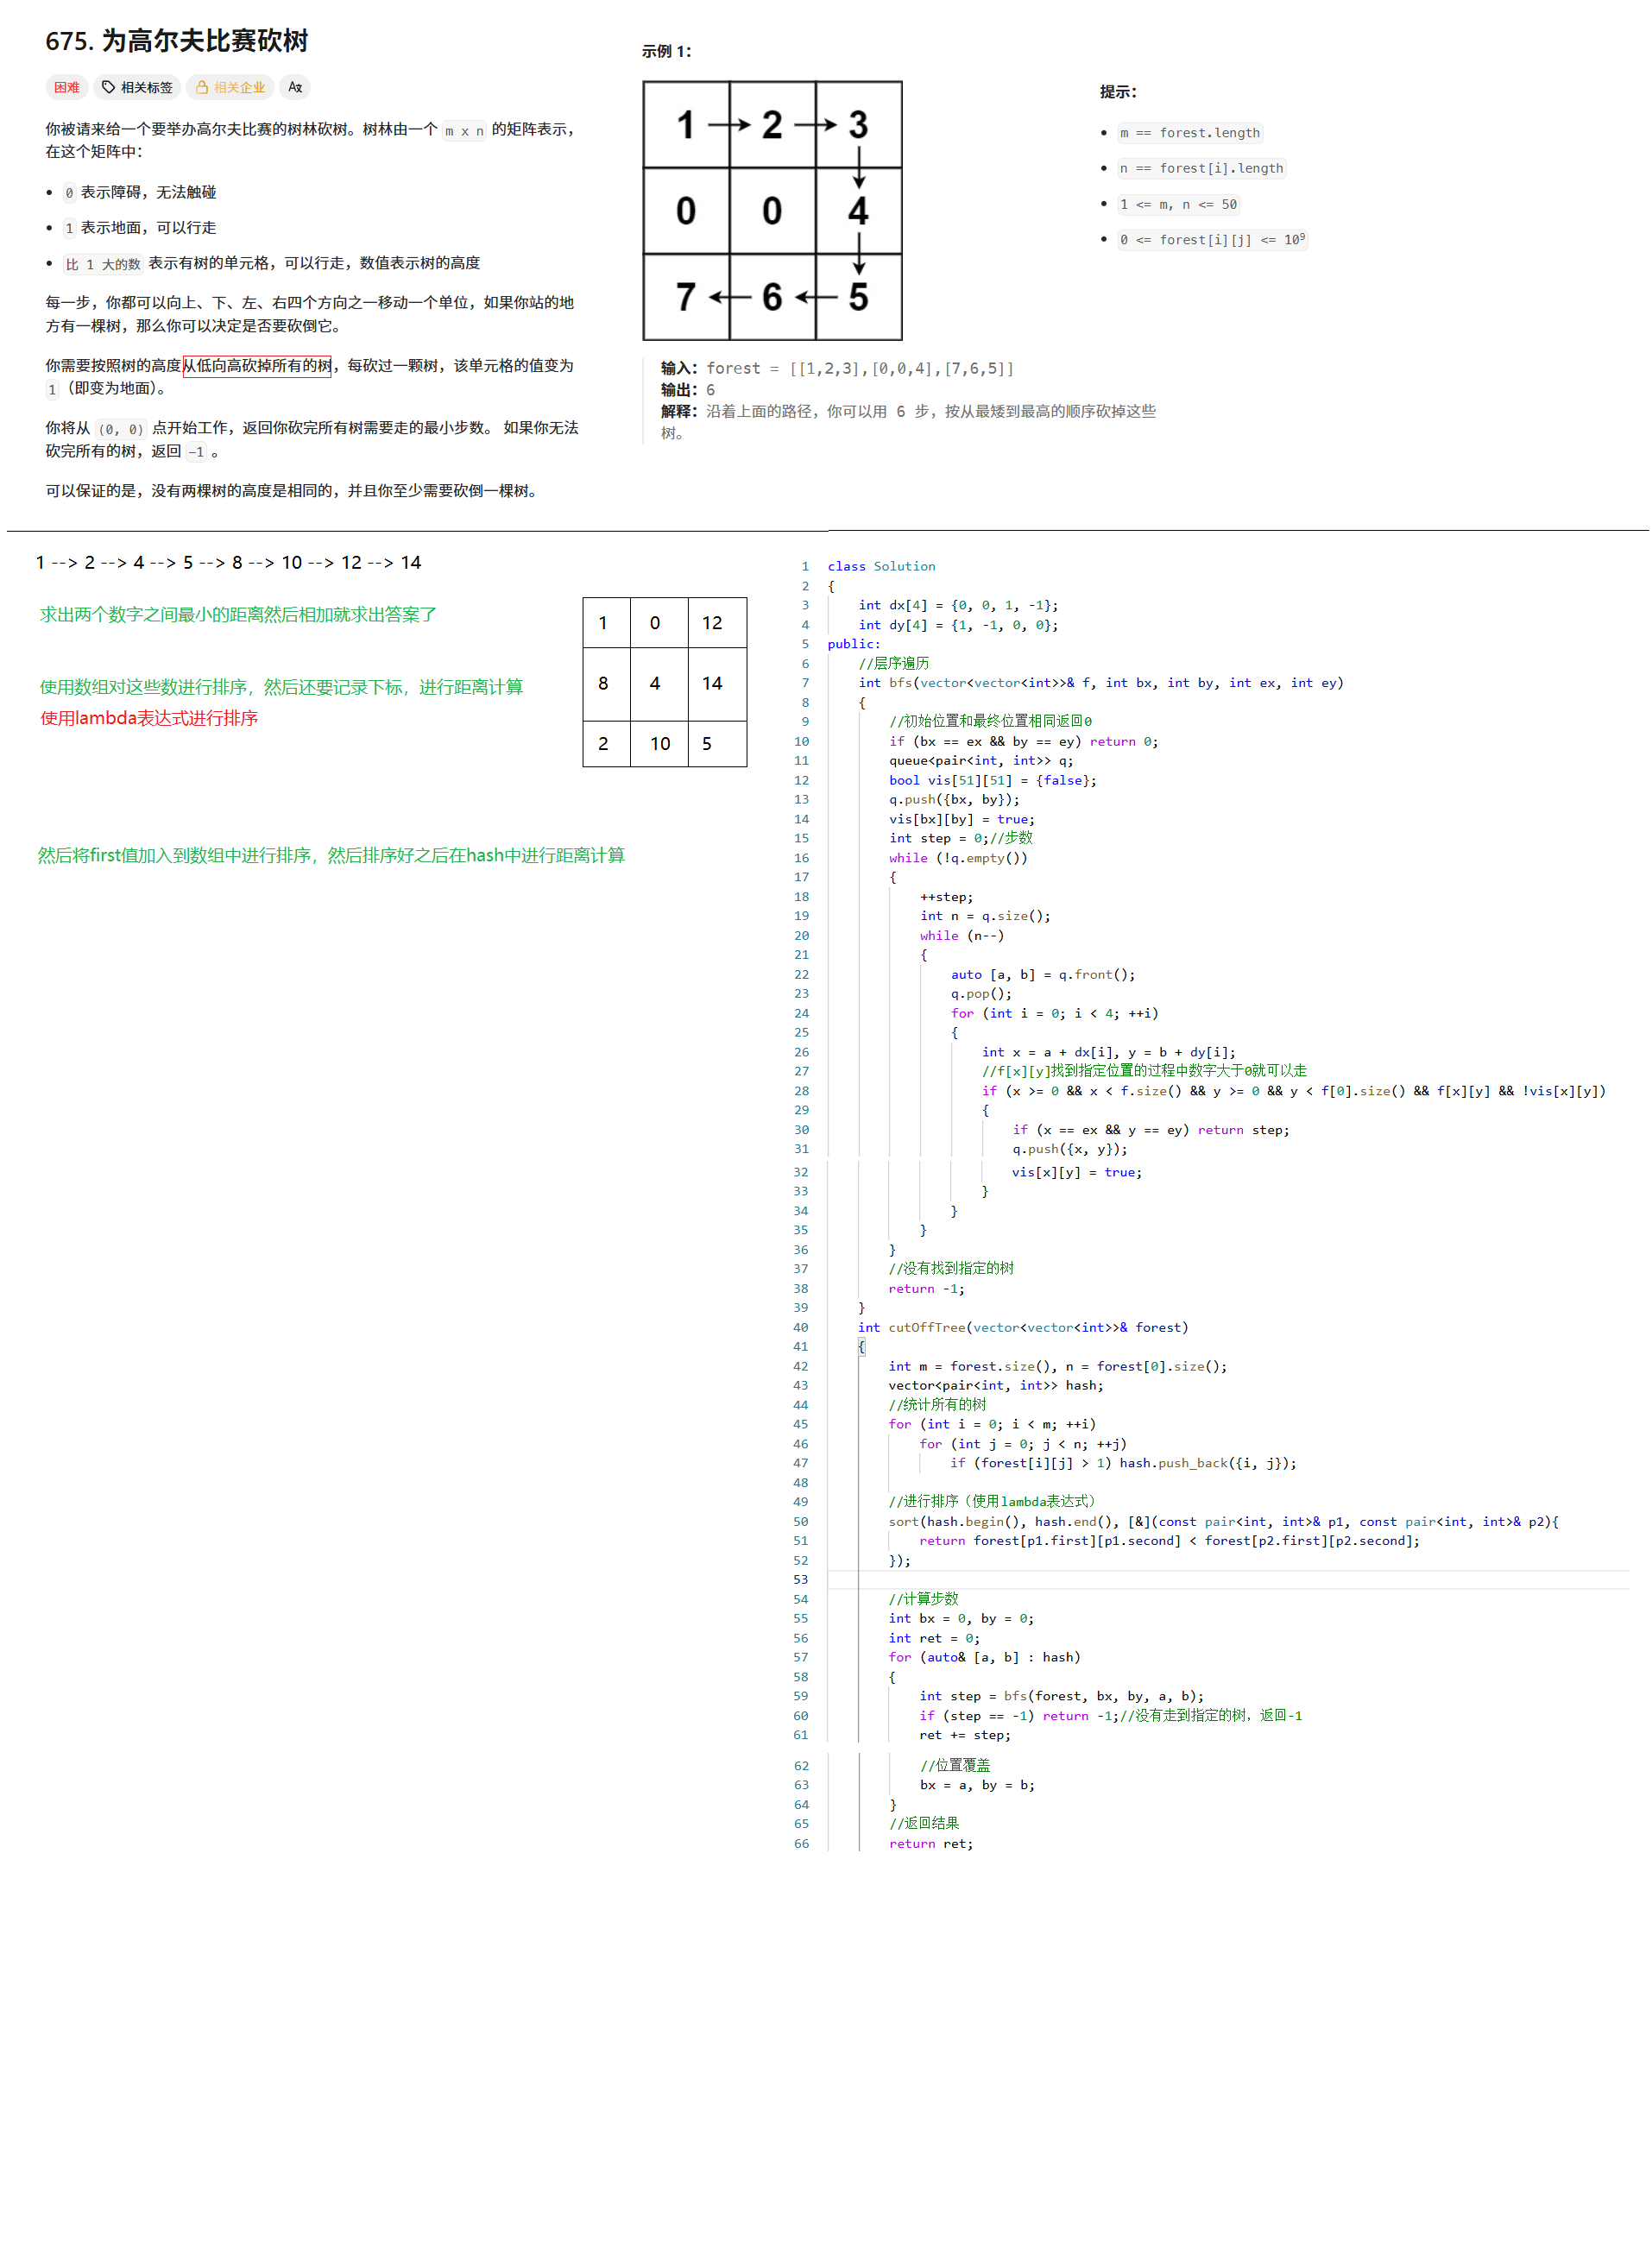 675. 为高尔夫比赛砍树
困难 相关标签 相关企业
你被请来给一个要举办高尔夫比赛的树林砍树。树林由一个 m x n 的矩阵表示，
在这个矩阵中：
• 0 表示障碍，无法触碰
• 1 表示地面，可以行走
• 比 1 大的数 表示有树的单元格，可以行走，数值表示树的高度
每一步，你都可以向上、下、左、右四个方向之一移动一个单位，如果你站的地
方有一棵树，那么你可以决定是否要砍倒它。
你需要按照树的高度从低向高砍掉所有的树，每砍过一颗树，该单元格的值变为
1（即变为地面）。
你将从 (0, 0) 点开始工作，返回你砍完所有树需要走的最小步数。 如果你无法
砍完所有的树，返回 -1 。
可以保证的是，没有两棵树的高度是相同的，并且你至少需要砍倒一棵树。
示例 1：
1 2 3
0 0 4
7 6 5
输入：forest = [[1,2,3],[0,0,4],[7,6,5]]
输出：6
解释：沿着上面的路径，你可以用 6 步，按从最矮到最高的顺序砍掉这些
树。
提示：
• m == forest.length
• n == forest[i].length
• 1 <= m, n <= 50
• 0 <= forest[i][j] <= 10⁹
1 --> 2 --> 4 --> 5 --> 8 --> 10 --> 12 --> 14
求出两个数字之间最小的距离然后相加就求出答案了
使用数组对这些数进行排序，然后还要记录下标，进行距离计算
使用lambda表达式进行排序
1 0 12
8 4 14
2 10 5
然后将first值加入到数组中进行排序，然后排序好之后在hash中进行距离计算
1 class Solution
2 {
3 int dx[4] = {0, 0, 1, -1};
4 int dy[4] = {1, -1, 0, 0};
5 public:
6 //层序遍历
7 int bfs(vector<vector<int>>& f, int bx, int by, int ex, int ey)
8 {
9 //初始位置和最终位置相同返回0
10 if (bx == ex && by == ey) return 0;
11 queue<pair<int, int>> q;
12 bool vis[51][51] = {false};
13 q.push({bx, by});
14 vis[bx][by] = true;
15 int step = 0;//步数
16 while (!q.empty())
17 {
18 ++step;
19 int n = q.size();
20 while (n--)
21 {
22 auto [a, b] = q.front();
23 q.pop();
24 for (int i = 0; i < 4; ++i)
25 {
26 int x = a + dx[i], y = b + dy[i];
27 //f[x][y]找到指定位置的过程中数字大于0就可以走
28 if (x >= 0 && x < f.size() && y >= 0 && y < f[0].size() && f[x][y] && !vis[x][y])
29 {
30 if (x == ex && y == ey) return step;
31 q.push({x, y});
32 vis[x][y] = true;
33 }
34 }
35 }
36 }
37 //没有找到指定的树
38 return -1;
39 }
40 int cutOffTree(vector<vector<int>>& forest)
41 {
42 int m = forest.size(), n = forest[0].size();
43 vector<pair<int, int>> hash;
44 //统计所有的树
45 for (int i = 0; i < m; ++i)
46 for (int j = 0; j < n; ++j)
47 if (forest[i][j] > 1) hash.push_back({i, j});
48
49 //进行排序（使用lambda表达式）
50 sort(hash.begin(), hash.end(), [&](const pair<int, int>& p1, const pair<int, int>& p2){
51 return forest[p1.first][p1.second] < forest[p2.first][p2.second];
52 });
53
54 //计算步数
55 int bx = 0, by = 0;
56 int ret = 0;
57 for (auto& [a, b] : hash)
58 {
59 int step = bfs(forest, bx, by, a, b);
60 if (step == -1) return -1;//没有走到指定的树，返回-1
61 ret += step;
62 //位置覆盖
63 bx = a, by = b;
64 }
65 //返回结果
66 return ret;